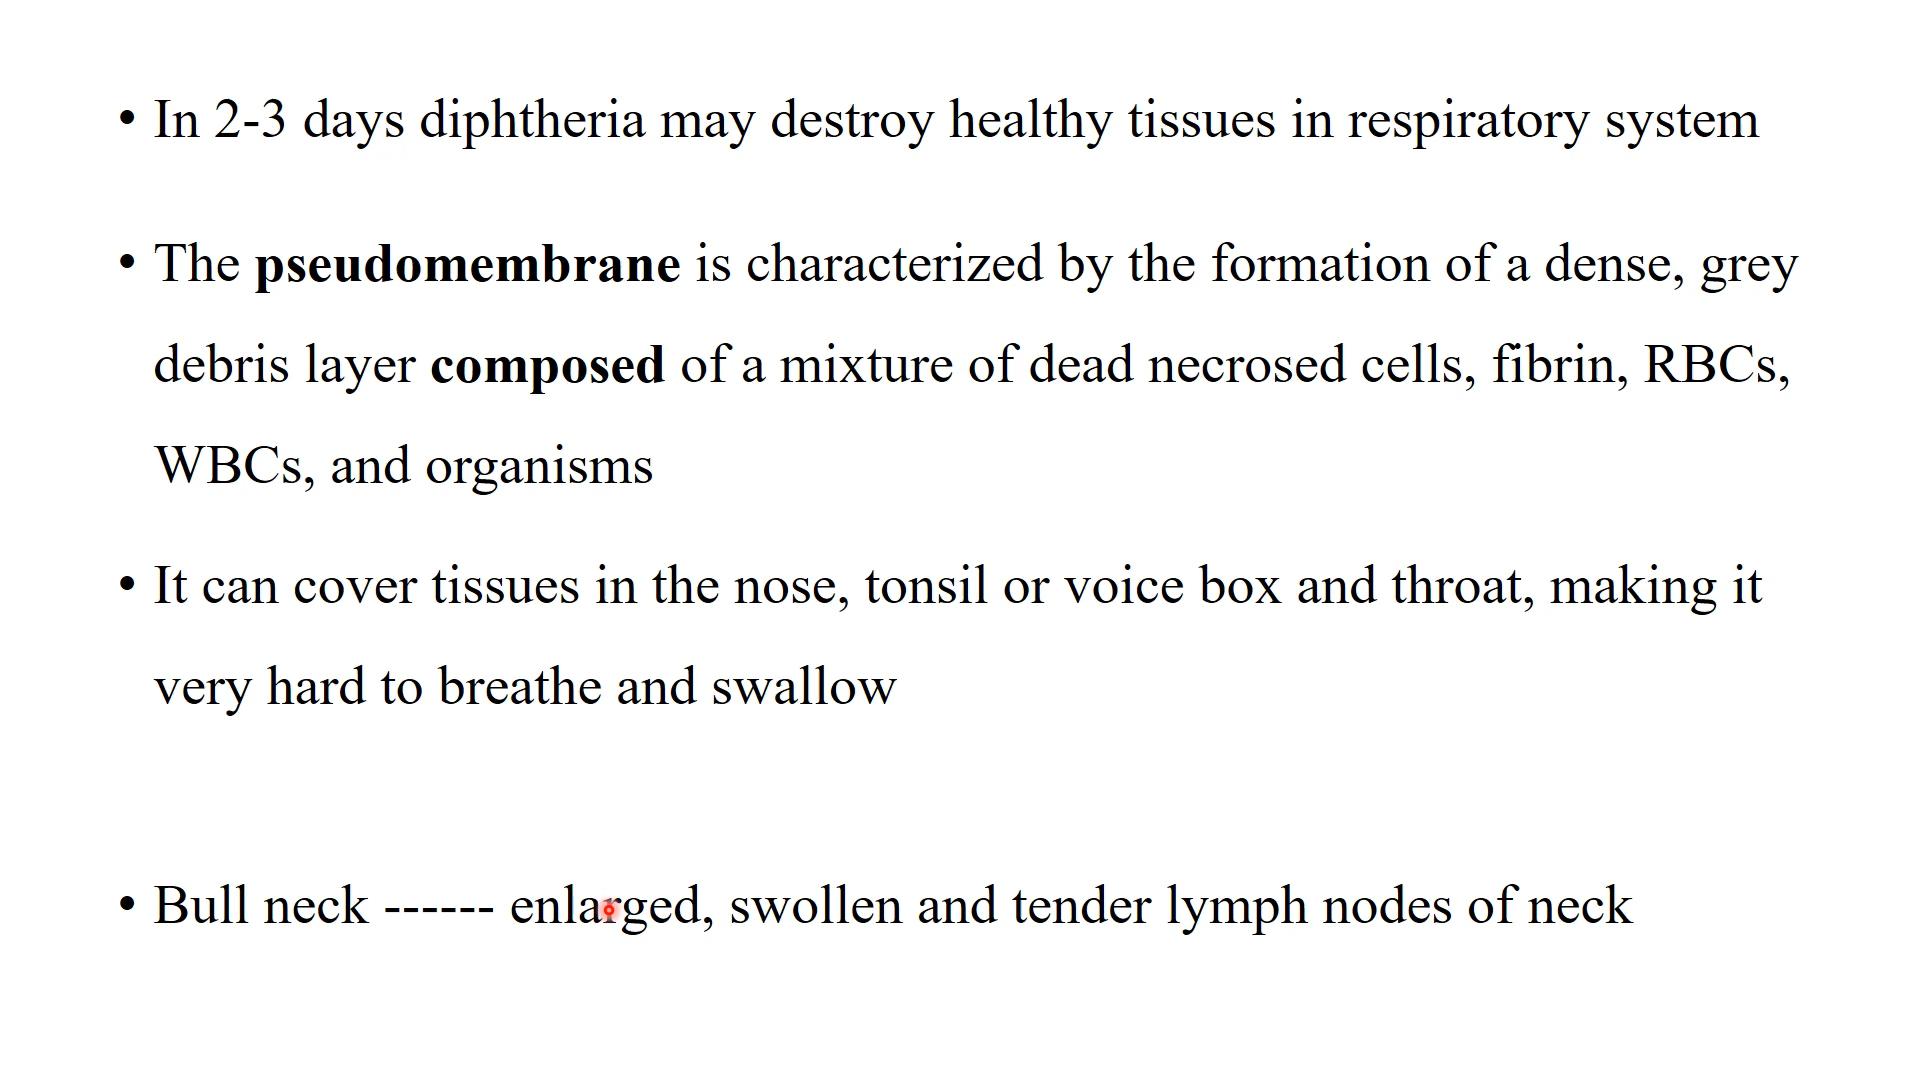 • In 2-3 days diphtheria may destroy healthy tissues in respiratory system
• The pseudomembrane is characterized by the formation of a dense, grey
debris layer composed of a mixture of dead necrosed cells, fibrin, RBCs,
WBCs, and organisms
• It can cover tissues in the nose, tonsil or voice box and throat, making it
very hard to breathe and swallow
• Bull neck ------ enlarged, swollen and tender lymph nodes of neck